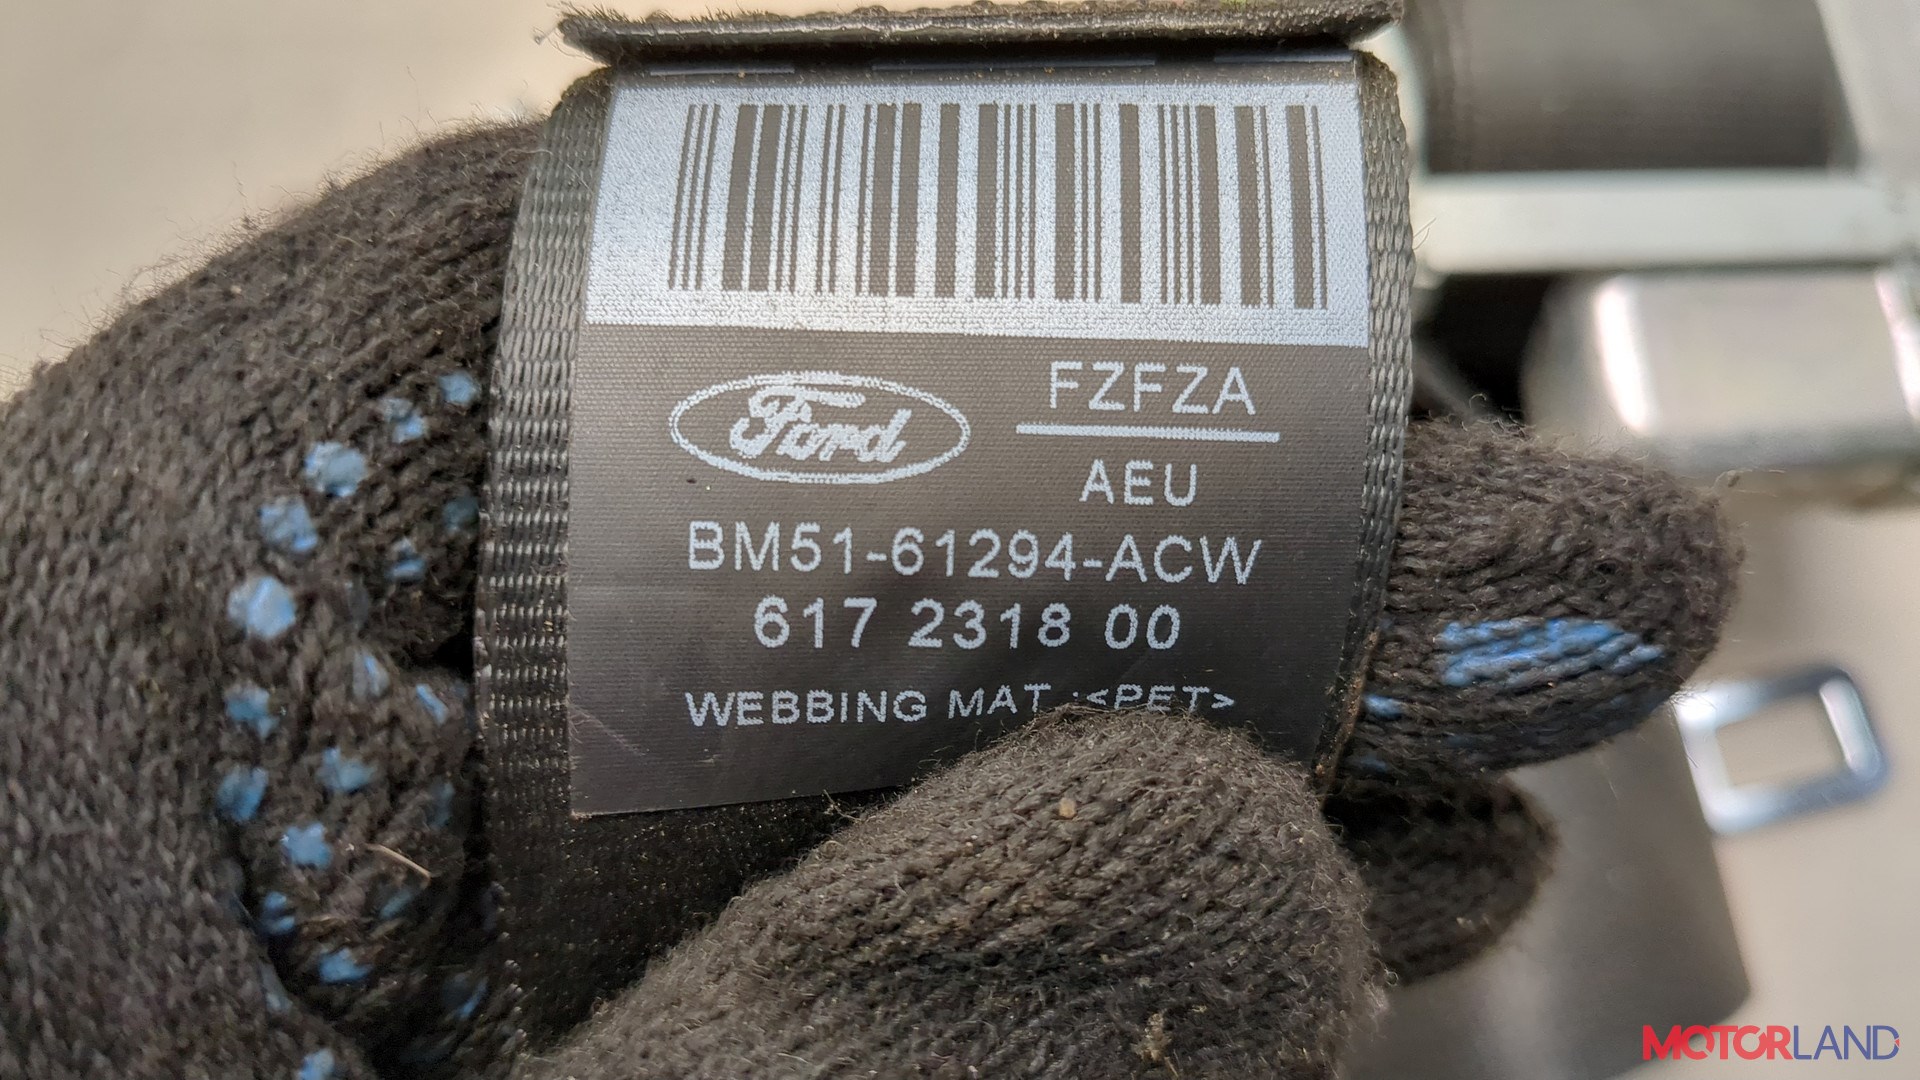 Ford
FZFZA
AEU
BM51-61294-ACW
617 2318 00
WEBBING MAT :<PET>
MOTORLAND